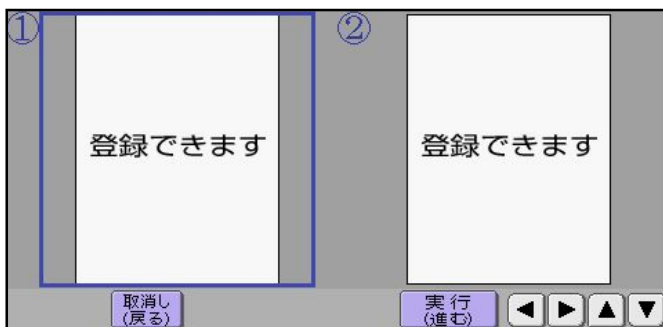 ① ②
登録できます 登録できます
取消し 実行
(戻る) (進む) ◀ ▶ ▲ ▼